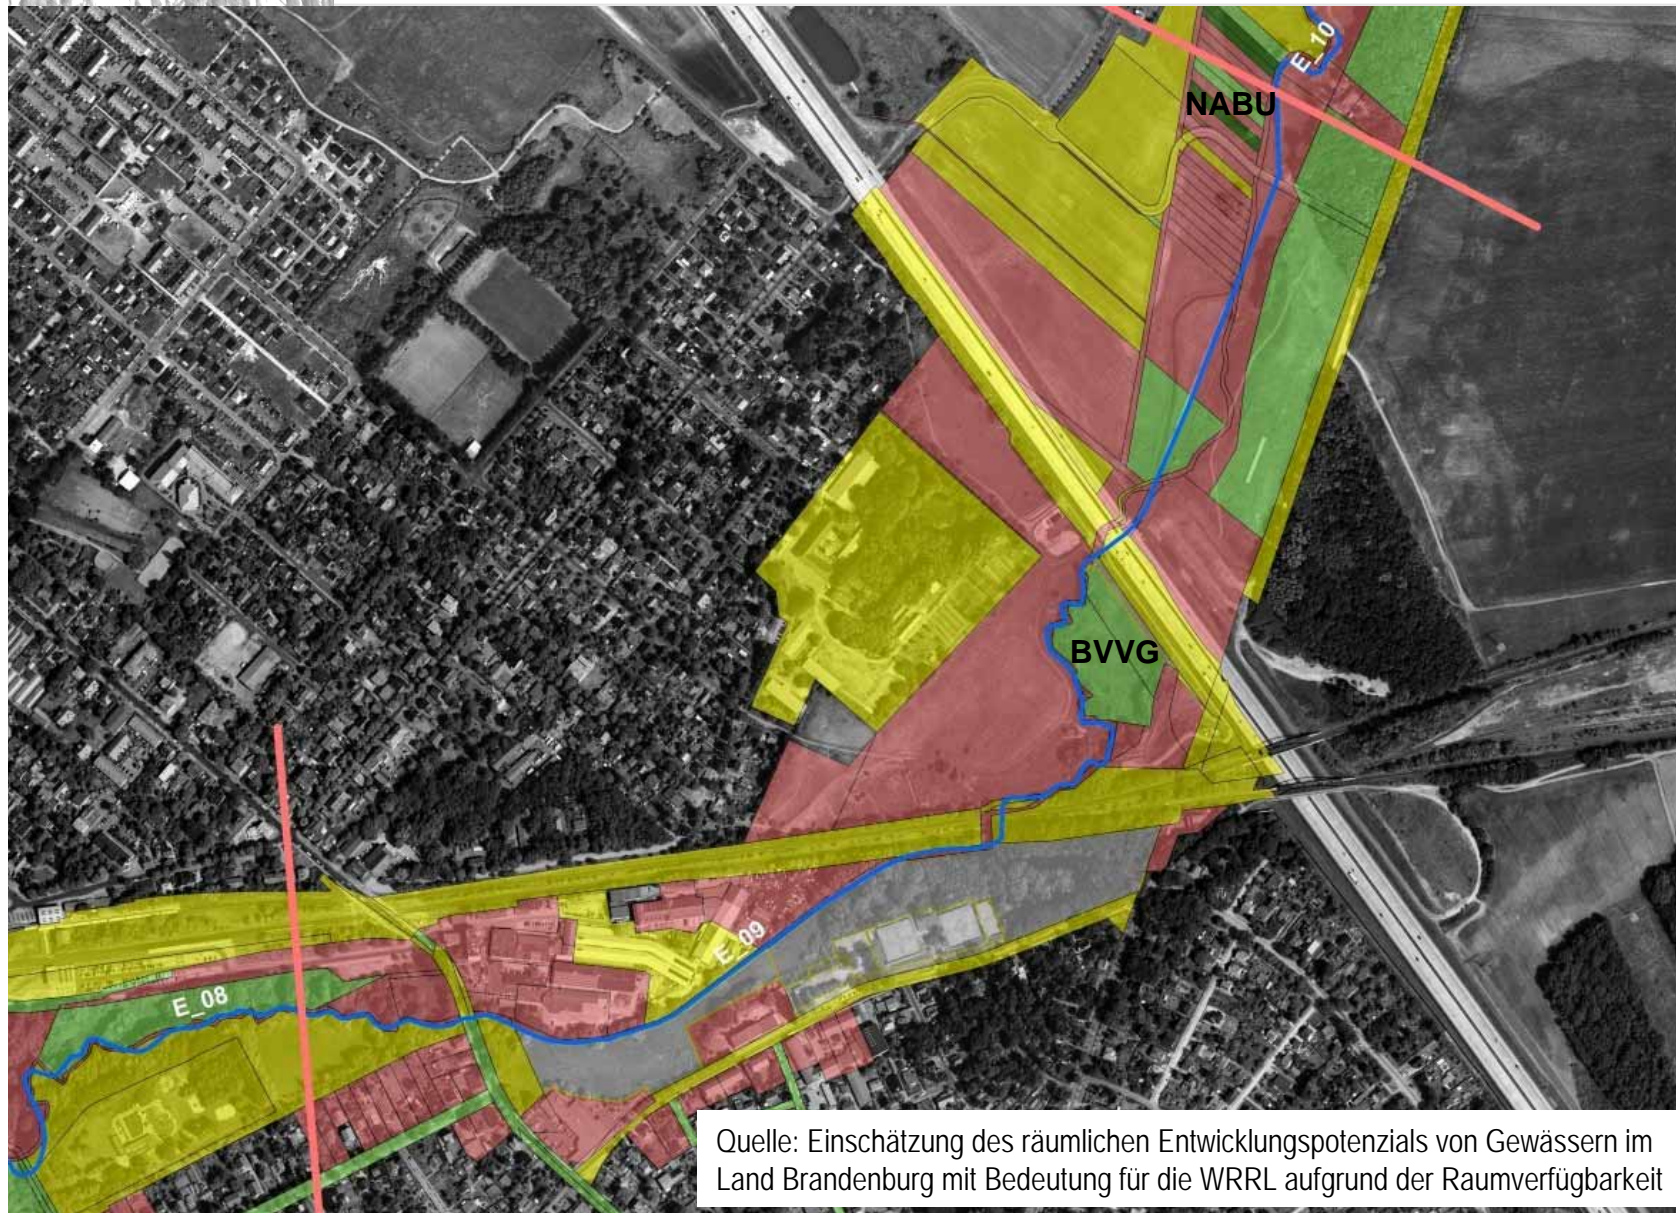 E_10
NABU
BVVG
E_09
E_08
Quelle: Einschätzung des räumlichen Entwicklungspotenzials von Gewässern im
Land Brandenburg mit Bedeutung für die WRRL aufgrund der Raumverfügbarkeit